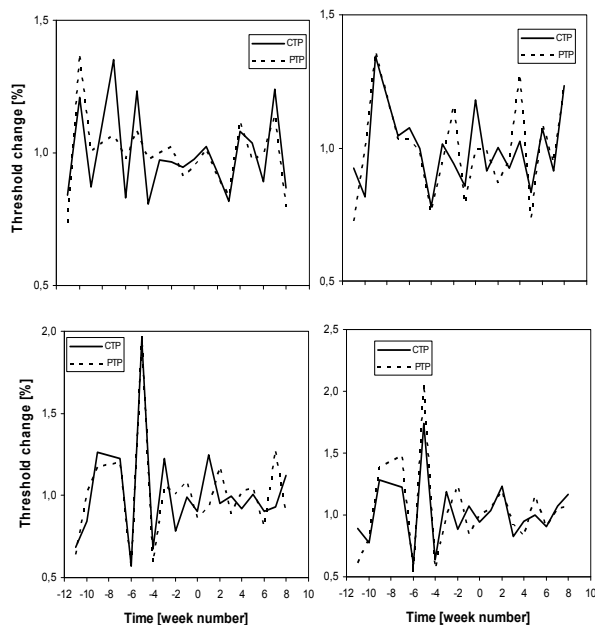 1,5
1,0
0,5
Threshold change [%]
CTP
PTP
1,5
1,0
0,5
CTP
PTP
2,0
1,5
1,0
0,5
Threshold change [%]
CTP
PTP
-12 -10 -8 -6 -4 -2 0 2 4 6 8 10
Time [week number]
2,5
2,0
1,5
1,0
0,5
CTP
PTP
-12 -10 -8 -6 -4 -2 0 2 4 6 8 10
Time [week number]